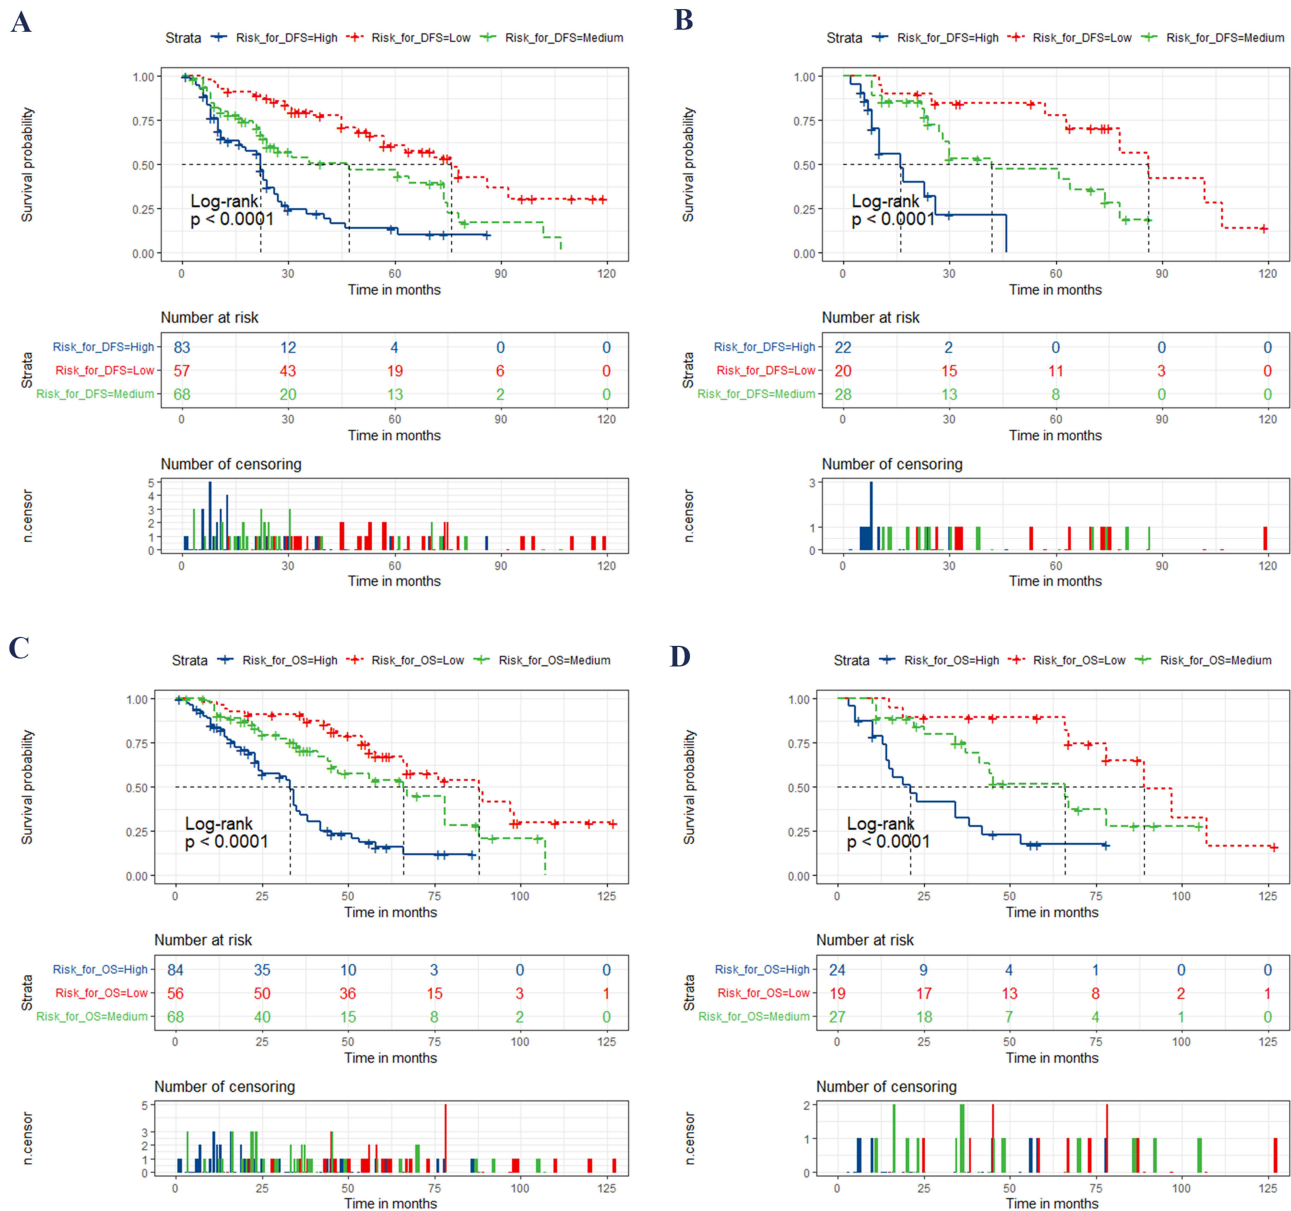 A
Strata Risk_for_DFS=High Risk_for_DFS=Low Risk_for_DFS=Medium
Survival probability
1.00
0.75
0.50
0.25
0.00
Log-rank
p < 0.0001
0 30 60 90 120
Time in months
Number at risk
Strata
Risk_for_DFS=High 83 12 4 0 0
Risk_for_DFS=Low 57 43 19 6 0
Risk_for_DFS=Medium 68 20 13 2 0
0 30 60 90 120
Time in months
Number of censoring
n.censor
5
4
3
2
1
0
0 30 60 90 120
Time in months
B
Strata Risk_for_DFS=High Risk_for_DFS=Low Risk_for_DFS=Medium
Survival probability
1.00
0.75
0.50
0.25
0.00
Log-rank
p < 0.0001
0 30 60 90 120
Time in months
Number at risk
Strata
Risk_for_DFS=High 22 2 0 0 0
Risk_for_DFS=Low 20 15 11 3 0
Risk_for_DFS=Medium 28 13 8 0 0
0 30 60 90 120
Time in months
Number of censoring
n.censor
3
1
0
0 30 60 90 120
Time in months
C
Strata Risk_for_OS=High Risk_for_OS=Low Risk_for_OS=Medium
Survival probability
1.00
0.75
0.50
0.25
0.00
Log-rank
p < 0.0001
0 25 50 75 100 125
Time in months
Number at risk
Strata
Risk_for_OS=High 84 35 10 3 0 0
Risk_for_OS=Low 56 50 36 15 3 1
Risk_for_OS=Medium 68 40 15 8 2 0
0 25 50 75 100 125
Time in months
Number of censoring
n.censor
5
3
2
1
0
0 25 50 75 100 125
Time in months
D
Strata Risk_for_OS=High Risk_for_OS=Low Risk_for_OS=Medium
Survival probability
1.00
0.75
0.50
0.25
0.00
Log-rank
p < 0.0001
0 25 50 75 100 125
Time in months
Number at risk
Strata
Risk_for_OS=High 24 9 4 1 0 0
Risk_for_OS=Low 19 17 13 8 2 1
Risk_for_OS=Medium 27 18 7 4 1 0
0 25 50 75 100 125
Time in months
Number of censoring
n.censor
2
1
0
0 25 50 75 100 125
Time in months